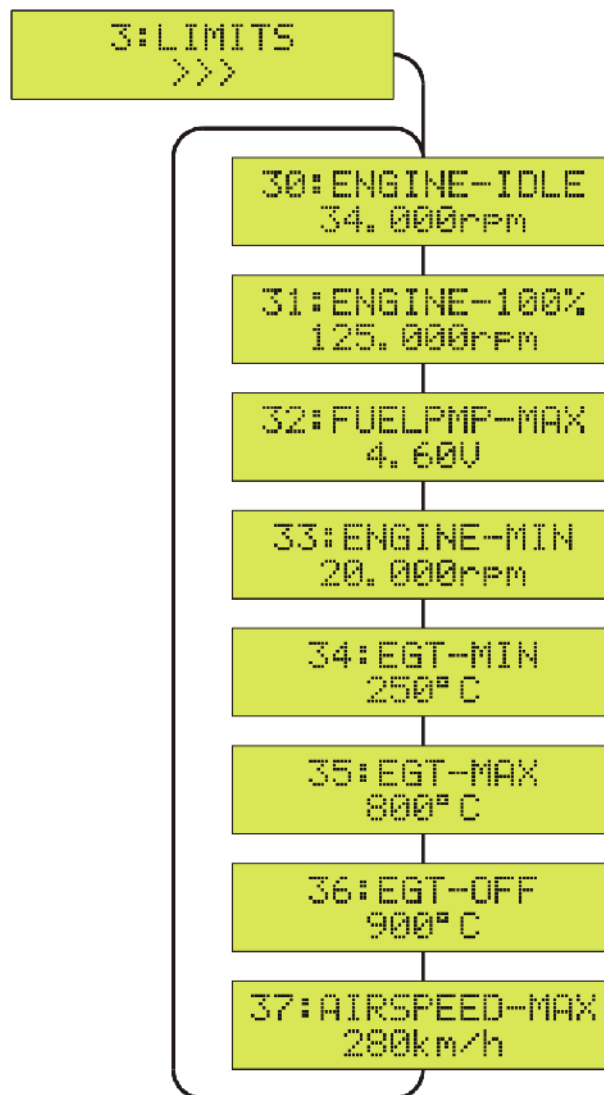 3:LIMITS
>>>
30:ENGINE-IDLE
34.000rpm
31:ENGINE-100%
125.000rpm
32:FUELPMP-MAX
4.60V
33:ENGINE-MIN
20.000rpm
34:EGT-MIN
250°C
35:EGT-MAX
800°C
36:EGT-OFF
900°C
37:AIRSPEED-MAX
280km/h